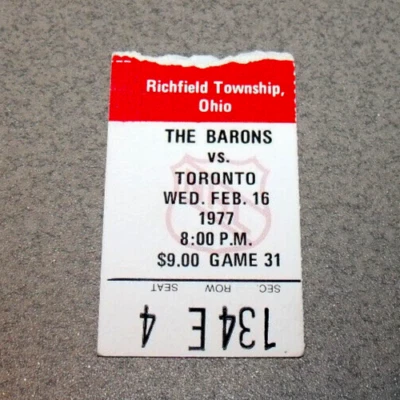 Richfield Township,
Ohio
THE BARONS
vs.
TORONTO
WED. FEB. 16
1977
8:00 P.M.
$9.00 GAME 31
SEC. ROW SEAT
134 E 4